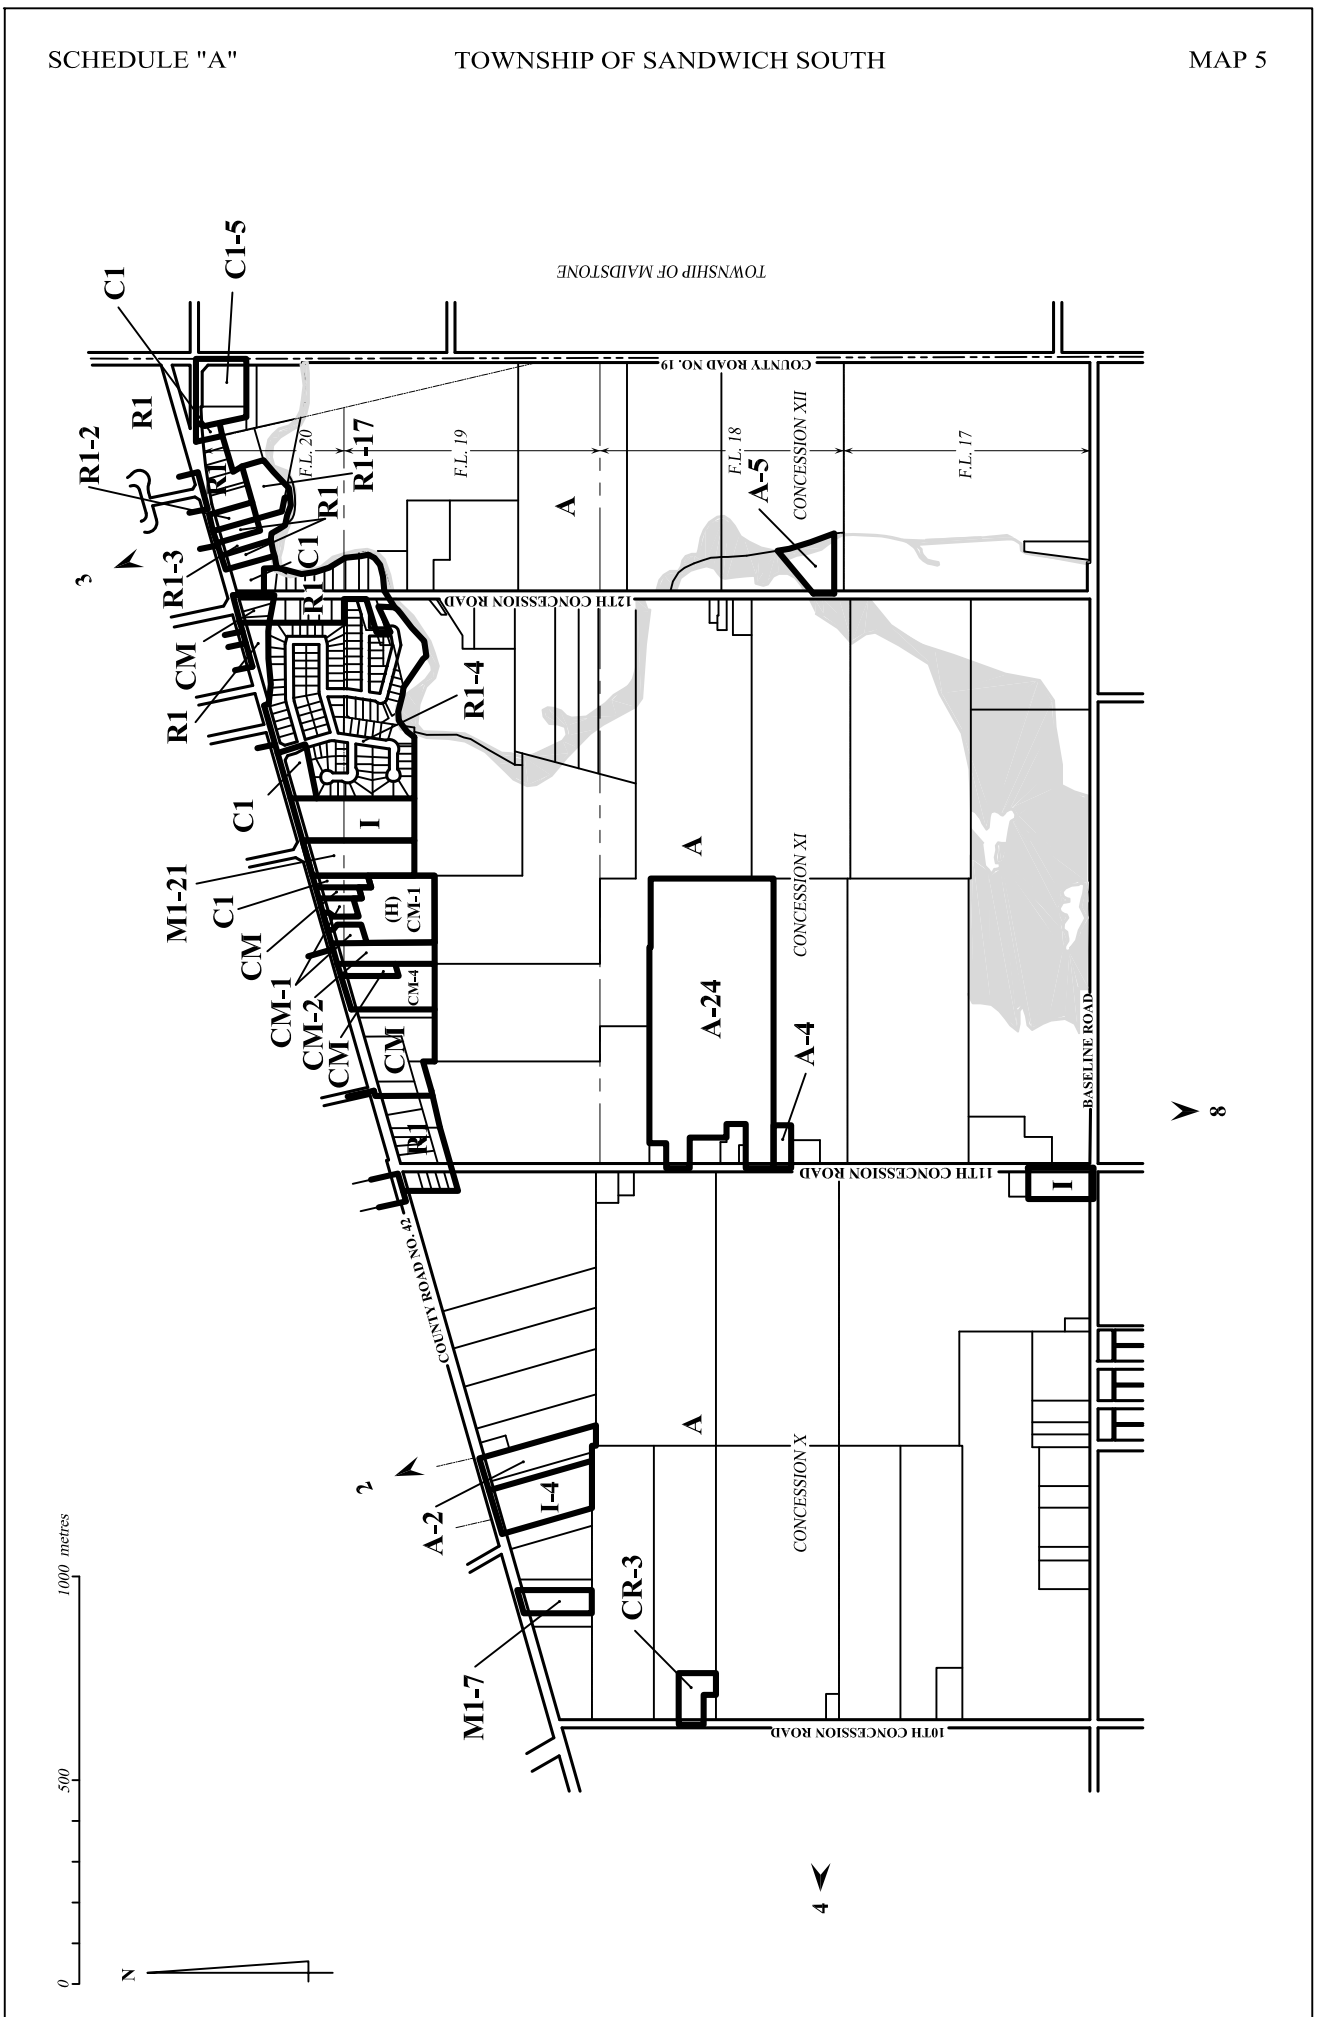 SCHEDULE "A"
TOWNSHIP OF SANDWICH SOUTH
MAP 5
C1
C1-5
TOWNSHIP OF MAIDSTONE
COUNTY ROAD NO. 19
R1
R1-2
R1
R1-17
F.L. 20
F.L. 19
F.L. 18
F.L. 17
CONCESSION XII
A
A-5
3
R1-3
R1
C1
R1
12TH CONCESSION ROAD
CM
R1
R1-4
C1
I
M1-21
C1
CM
CM-1
CM-2
CM
(H)
CM-1
CM-4
CM
R1
A
CONCESSION XI
A-24
A-4
BASELINE ROAD
8
11TH CONCESSION ROAD
I
COUNTY ROAD NO. 42
2
A-2
I-4
A
CONCESSION X
CR-3
M1-7
10TH CONCESSION ROAD
4
1000 metres
500
0
N